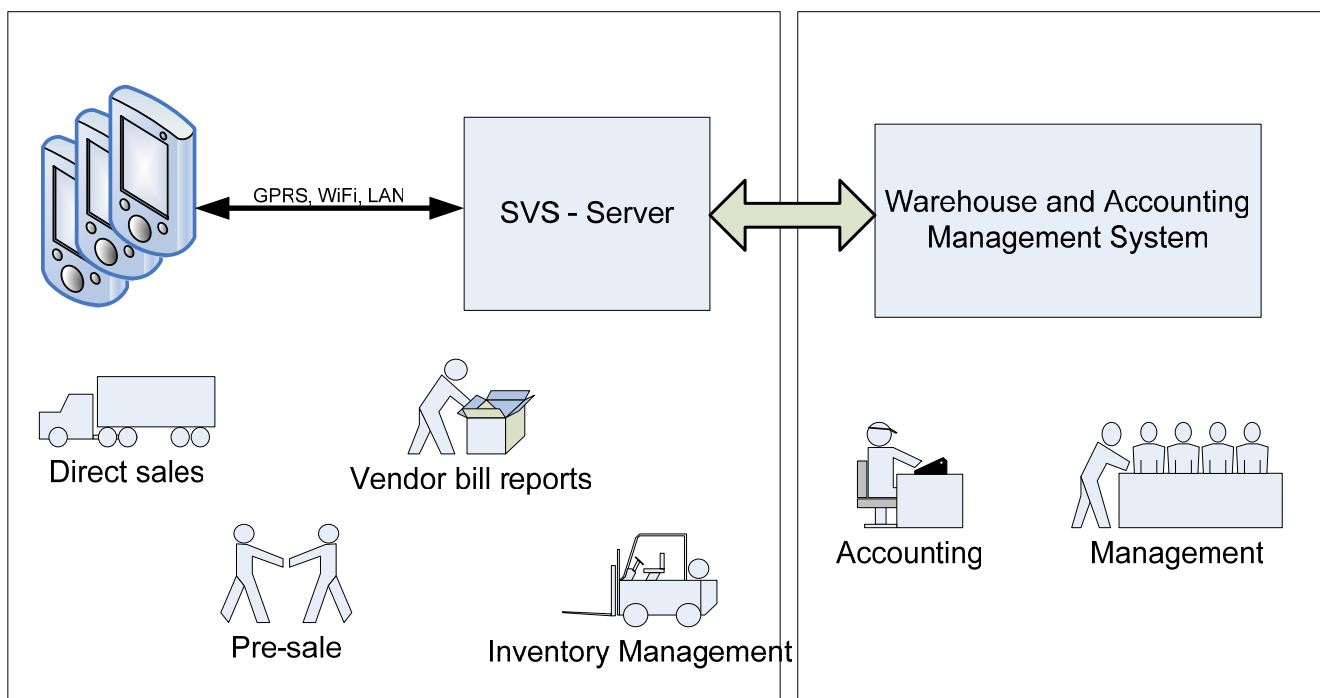 GPRS, WiFi, LAN
SVS - Server
Warehouse and Accounting
Management System
Direct sales
Vendor bill reports
Pre-sale
Inventory Management
Accounting
Management